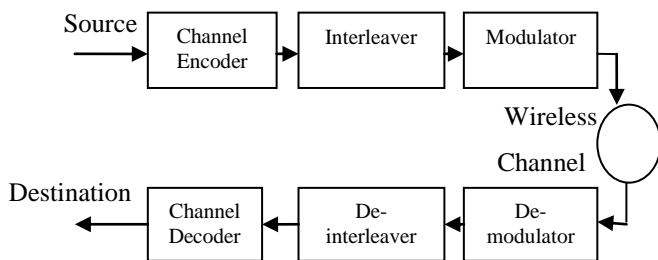 Source
Channel
Encoder
Interleaver
Modulator
Wireless
Channel
Destination
Channel
Decoder
De-
interleaver
De-
modulator